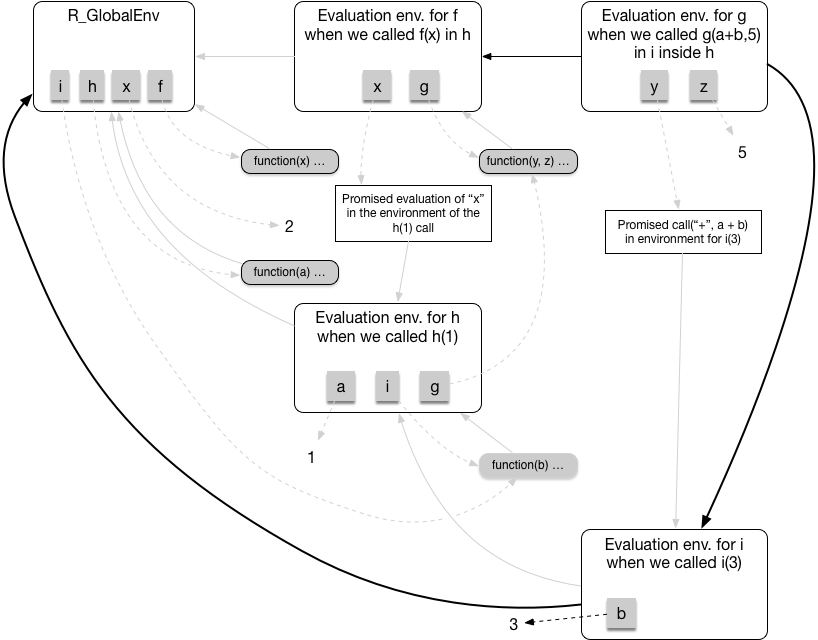 R_GlobalEnv
i h x f
Evaluation env. for f
when we called f(x) in h
x g
Evaluation env. for g
when we called g(a+b,5)
in i inside h
y z
function(x) ...
function(y, z) ...
5
Promised evaluation of “x”
in the environment of the
h(1) call
2
Promised call(“+”, a + b)
in environment for i(3)
function(a) ...
Evaluation env. for h
when we called h(1)
a i g
1
function(b) ...
Evaluation env. for i
when we called i(3)
b
3